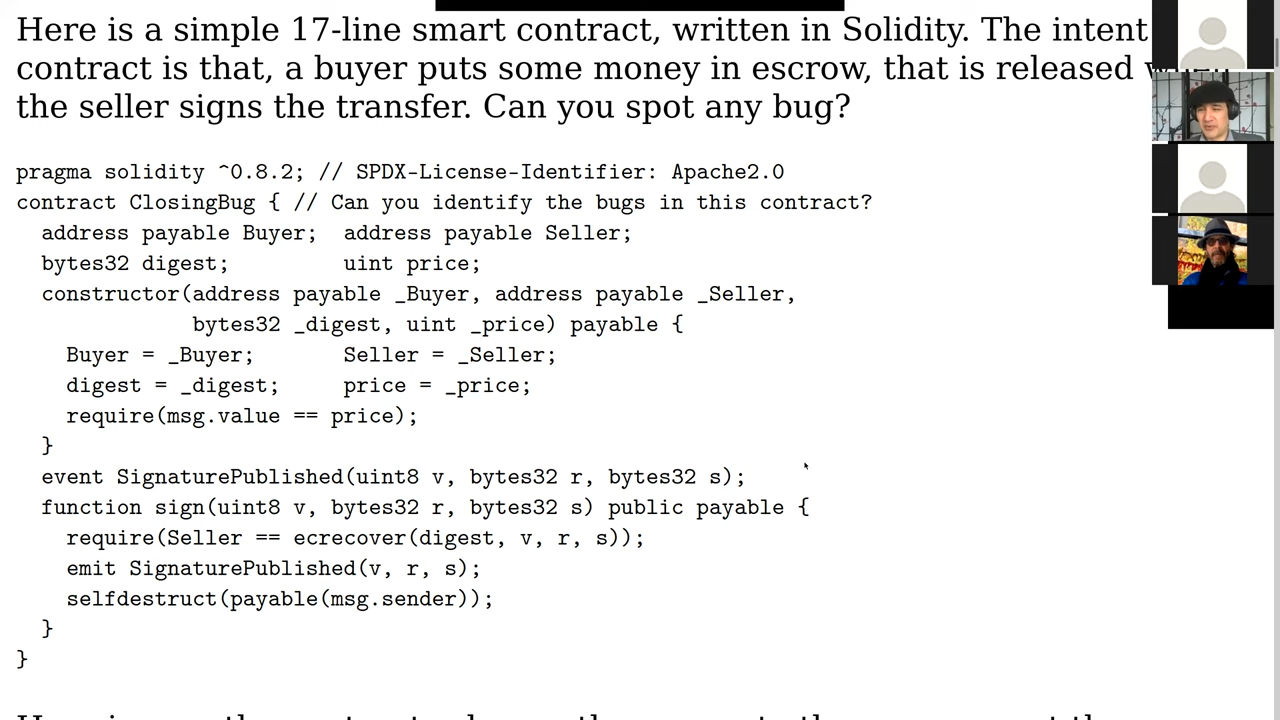 Here is a simple 17-line smart contract, written in Solidity. The intent
contract is that, a buyer puts some money in escrow, that is released
the seller signs the transfer. Can you spot any bug?
pragma solidity ^0.8.2; // SPDX-License-Identifier: Apache2.0
contract ClosingBug { // Can you identify the bugs in this contract?
address payable Buyer;  address payable Seller;
bytes32 digest;         uint price;
constructor(address payable _Buyer, address payable _Seller,
bytes32 _digest, uint _price) payable {
Buyer = _Buyer;       Seller = _Seller;
digest = _digest;     price = _price;
require(msg.value == price);
}
event SignaturePublished(uint8 v, bytes32 r, bytes32 s);
function sign(uint8 v, bytes32 r, bytes32 s) public payable {
require(Seller == ecrecover(digest, v, r, s));
emit SignaturePublished(v, r, s);
selfdestruct(payable(msg.sender));
}
}